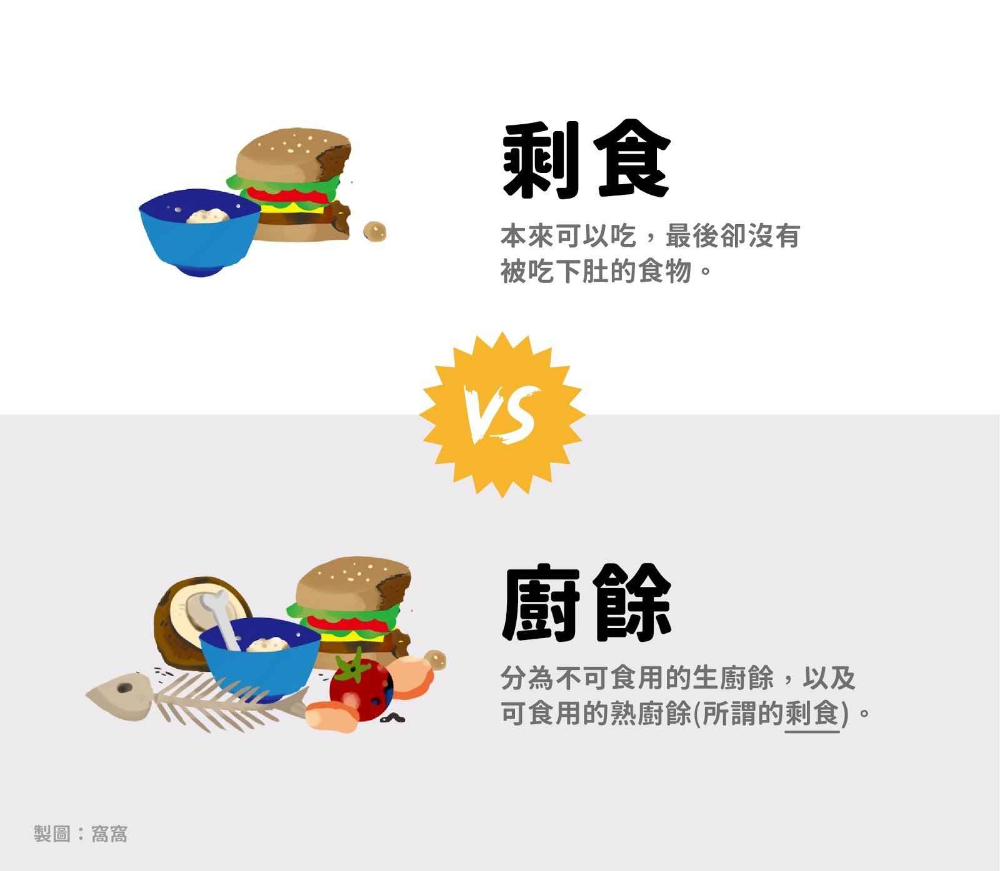 剩食
本來可以吃，最後卻沒有
被吃下肚的食物。
VS
廚餘
分為不可食用的生廚餘，以及
可食用的熟廚餘(所謂的剩食)。
製圖：窩窩